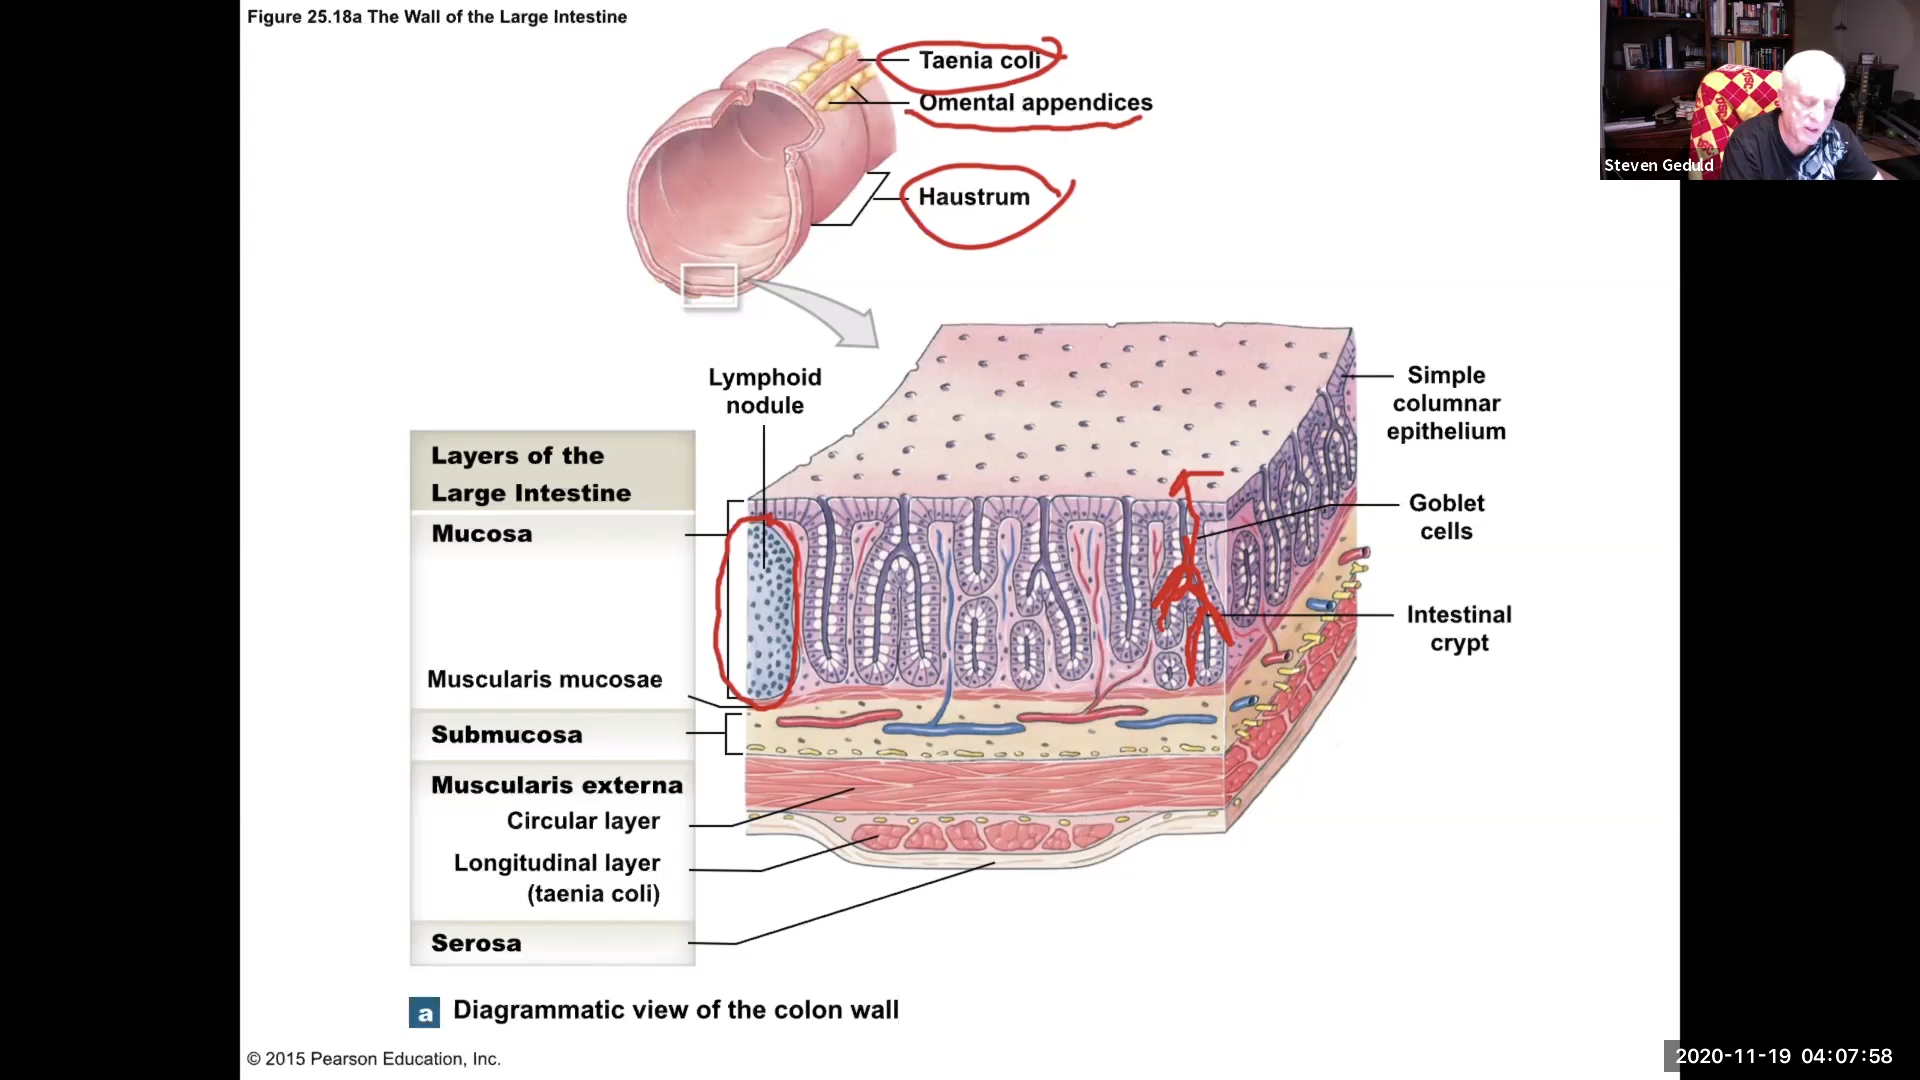 Figure 25.18a The Wall of the Large Intestine
Taenia coli
Omental appendices
Haustrum
Steven Geduld
Lymphoid
nodule
Simple
columnar
epithelium
Goblet
cells
Intestinal
crypt
Layers of the
Large Intestine
Mucosa
Muscularis mucosae
Submucosa
Muscularis externa
Circular layer
Longitudinal layer
(taenia coli)
Serosa
a Diagrammatic view of the colon wall
© 2015 Pearson Education, Inc.
2020-11-19 04:07:58